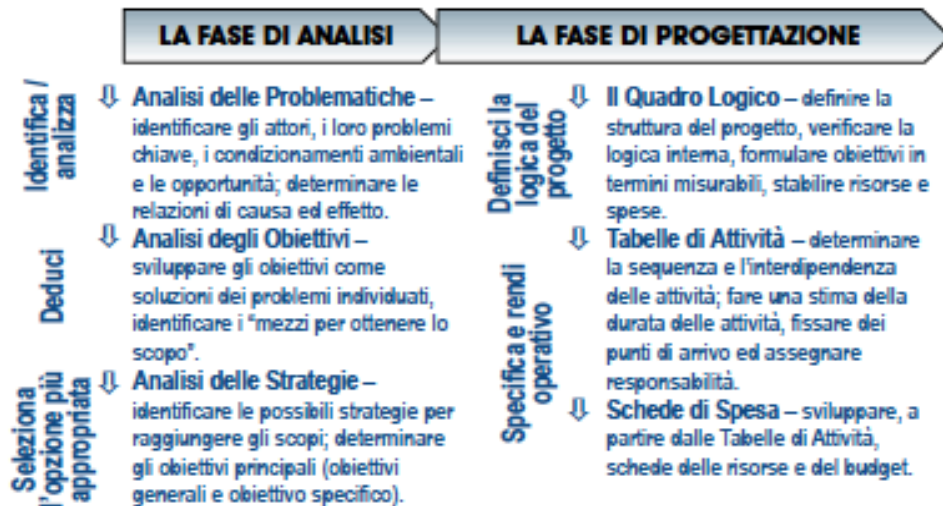 LA FASE DI ANALISI
Identifica /
analizza
Analisi delle Problematiche –
identificare gli attori, i loro problemi
chiave, i condizionamenti ambientali
e le opportunità; determinare le
relazioni di causa ed effetto.
Deduci
Analisi degli Obiettivi –
sviluppare gli obiettivi come
soluzioni dei problemi individuati,
identificare i "mezzi per ottenere lo
scopo".
Seleziona
l'opzione più
appropriata
Analisi delle Strategie –
identificare le possibili strategie per
raggiungere gli scopi; determinare
gli obiettivi principali (obiettivi
generali e obiettivo specifico).
LA FASE DI PROGETTAZIONE
Definisci la
logica del
progetto
Il Quadro Logico – definire la
struttura del progetto, verificare la
logica interna, formulare obiettivi in
termini misurabili, stabilire risorse e
spese.
Specifica e rendi
operativo
Tabelle di Attività – determinare
la sequenza e l'interdipendenza
delle attività; fare una stima della
durata delle attività, fissare dei
punti di arrivo ed assegnare
responsabilità.
Schede di Spesa – sviluppare, a
partire dalle Tabelle di Attività,
schede delle risorse e del budget.